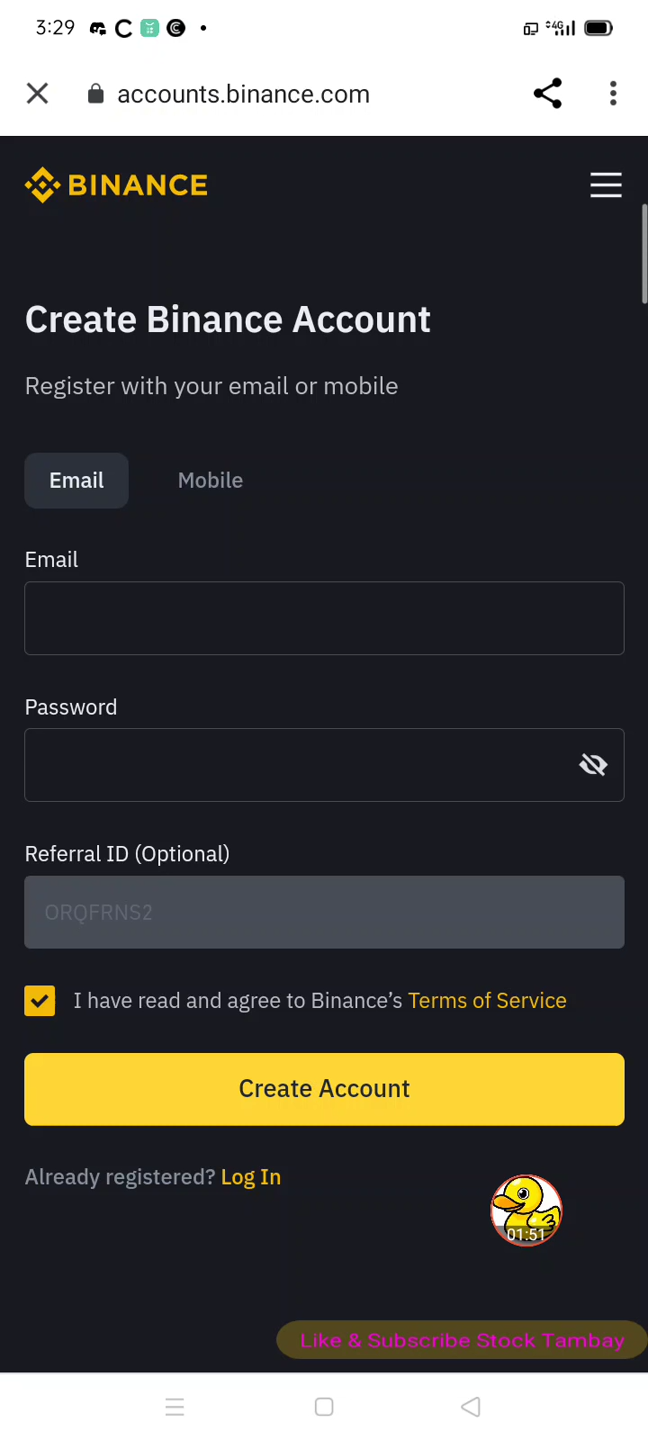 3:29
4G
accounts.binance.com
BINANCE
Create Binance Account
Register with your email or mobile
Email Mobile
Email
Password
Referral ID (Optional)
ORQFRNS2
I have read and agree to Binance’s Terms of Service
Create Account
Already registered? Log In
01:51
Like & Subscribe Stock Tambay